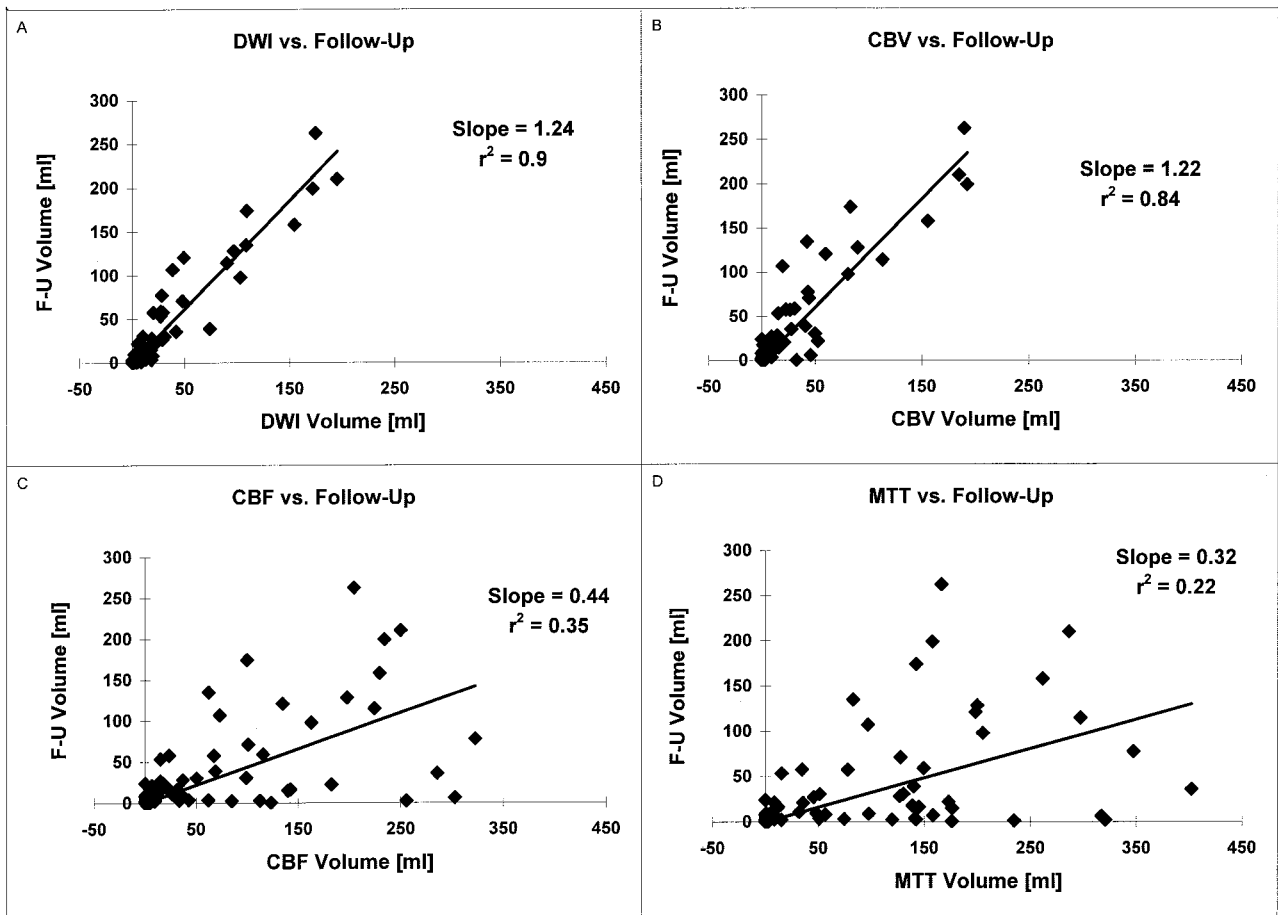 A
DWI vs. Follow-Up
Slope = 1.24
r² = 0.9
F-U Volume [ml]
300
250
200
150
100
50
0
-50 50 150 250 350 450
DWI Volume [ml]
B
CBV vs. Follow-Up
Slope = 1.22
r² = 0.84
F-U Volume [ml]
300
250
200
150
100
50
0
-50 50 150 250 350 450
CBV Volume [ml]
C
CBF vs. Follow-Up
Slope = 0.44
r² = 0.35
F-U Volume [ml]
300
250
200
150
100
50
0
-50 50 150 250 350 450
CBF Volume [ml]
D
MTT vs. Follow-Up
Slope = 0.32
r² = 0.22
F-U Volume [ml]
300
250
200
150
100
50
0
-50 50 150 250 350 450
MTT Volume [ml]